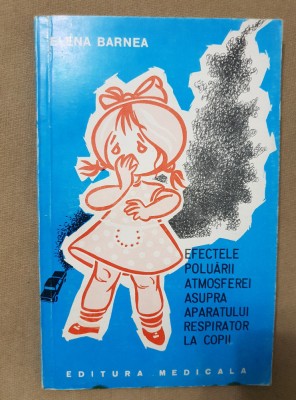 ELENA BARNEA
EFECTELE
POLUĂRII
ATMOSFEREI
ASUPRA
APARATULUI
RESPIRATOR
LA COPII
EDITURA MEDICALA